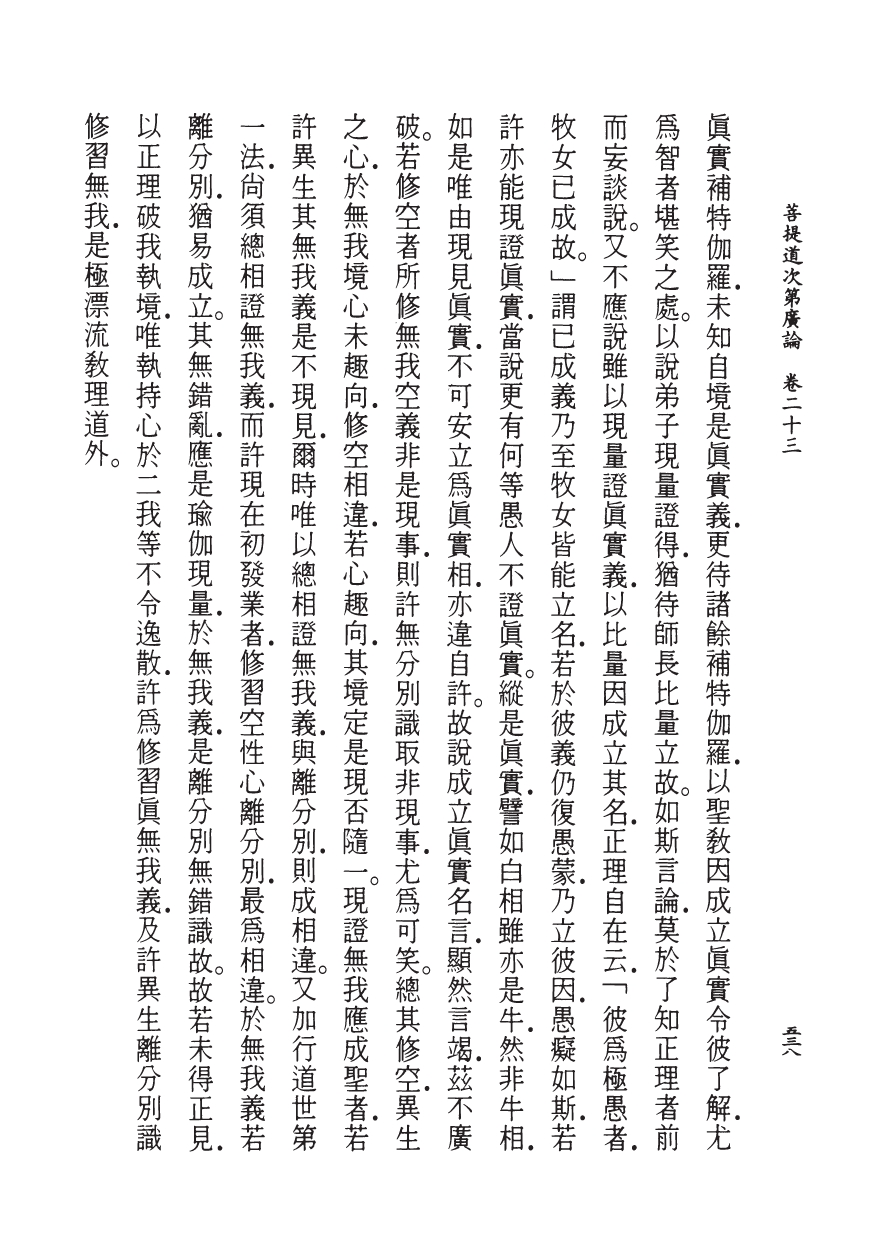 菩提道次第廣論　卷二十三
五三八
眞實補特伽羅．未知自境是眞實義．更待諸餘補特伽羅．以聖教因成立眞實令彼了解．尤
爲智者堪笑之處。以說弟子現量證得．猶待師長比量立故。如斯言論．莫於了知正理者前
而妄談說。又不應說雖以現量證眞實義．以比量因成立其名．正理自在云．「彼爲極愚者．
牧女已成故。」謂已成義乃至牧女皆能立名．若於彼義仍復愚蒙．乃立彼因．愚癡如斯．若
許亦能現證眞實．當說更有何等愚人不證眞實。縱是眞實．譬如白相雖亦是牛．然非牛相．
如是唯由現見眞實．不可安立爲眞實相．亦違自許。故說成立眞實名言．顯然言竭．茲不廣
破。若修空者所修無我空義非是現事．則許無分別識取非現事．尤爲可笑。總其修空．異生
之心．於無我境心未趣向．修空相違．若心趣向．其境定是現否隨一。現證無我應成聖者．若
許異生其無我義是不現見．爾時唯以總相證無我義．與離分別．則成相違。又加行道世第
一法．尙須總相證無我義．而許現在初發業者．修習空性心離分別．最爲相違。於無我義若
離分別．猶易成立。其無錯亂．應是瑜伽現量．於無我義．是離分別無錯識故。故若未得正見．
以正理破我執境．唯執持心於二我等不令逸散．許爲修習眞無我義．及許異生離分別識
修習無我．是極漂流敎理道外。